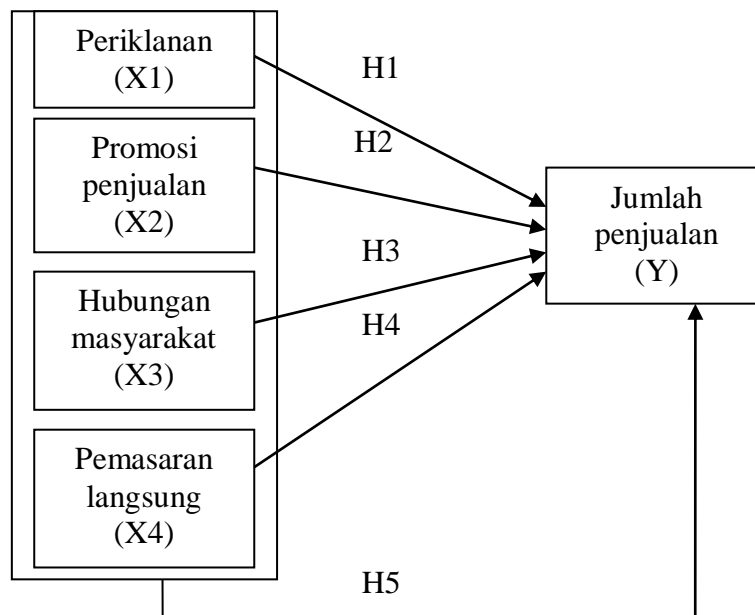 Periklanan
(X1)
H1
Promosi
penjualan
(X2)
H2
Jumlah
penjualan
(Y)
Hubungan
masyarakat
(X3)
H3
H4
Pemasaran
langsung
(X4)
H5